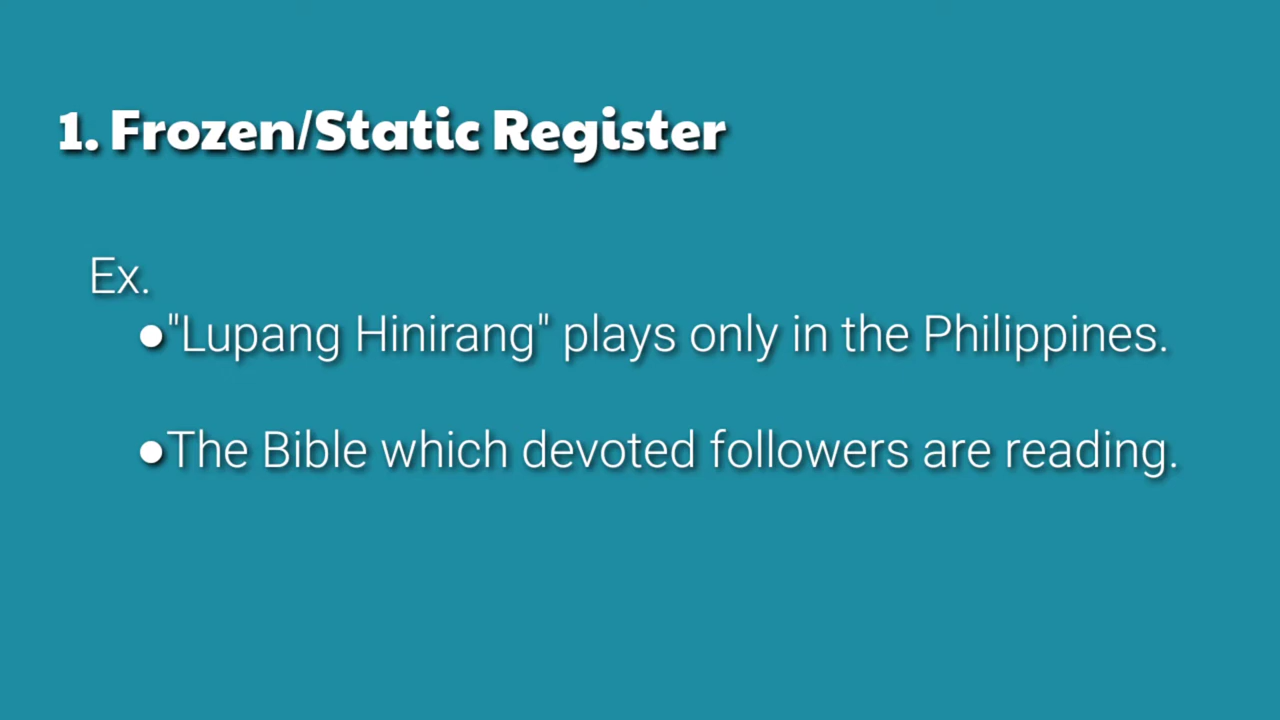 1. Frozen/Static Register
Ex.
●"Lupang Hinirang" plays only in the Philippines.
●The Bible which devoted followers are reading.